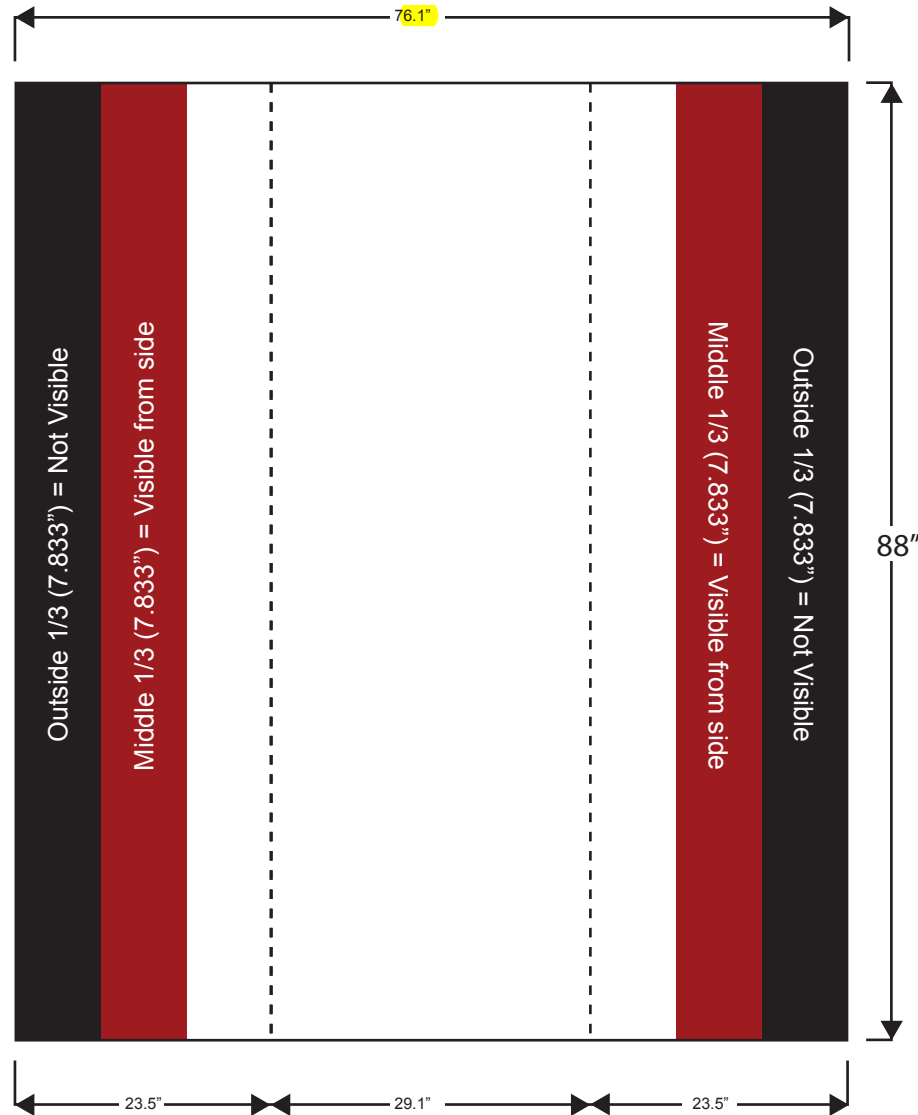 76.1”
Outside 1/3 (7.833”) = Not Visible
Middle 1/3 (7.833”) = Visible from side
Middle 1/3 (7.833”) = Visible from side
Outside 1/3 (7.833”) = Not Visible
88”
23.5”
29.1”
23.5”